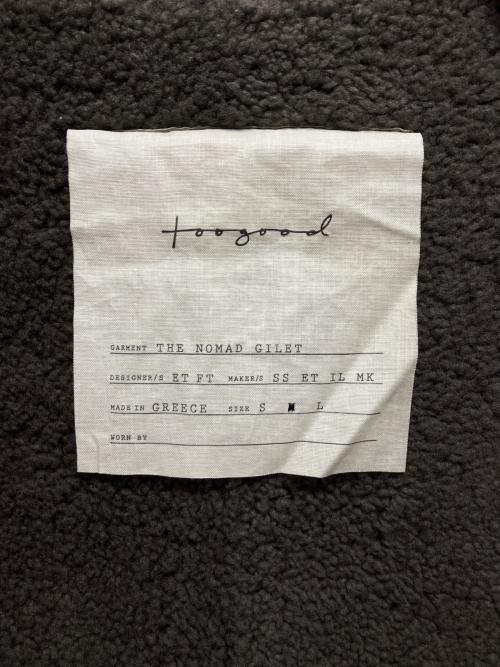 toogood
GARMENT THE NOMAD GILET
DESIGNER/S ET FT MAKER/S SS ET IL MK
MADE IN GREECE SIZE S L
WORN BY